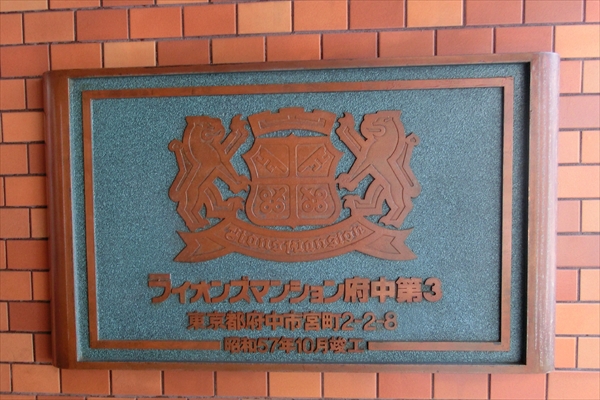 Lionsmansion
ライオンズマンション府中第3
東京都府中市宮町2-2-8
昭和57年10月竣工